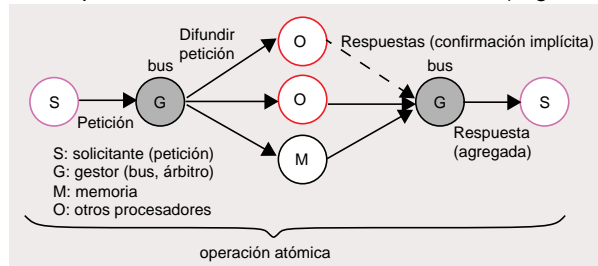 Difundir
petición
O
Respuestas (confirmación implícita)
bus
bus
S
G
O
G
S
Petición
Respuesta
(agregada)
M
S: solicitante (petición)
G: gestor (bus, árbitro)
M: memoria
O: otros procesadores
operación atómica